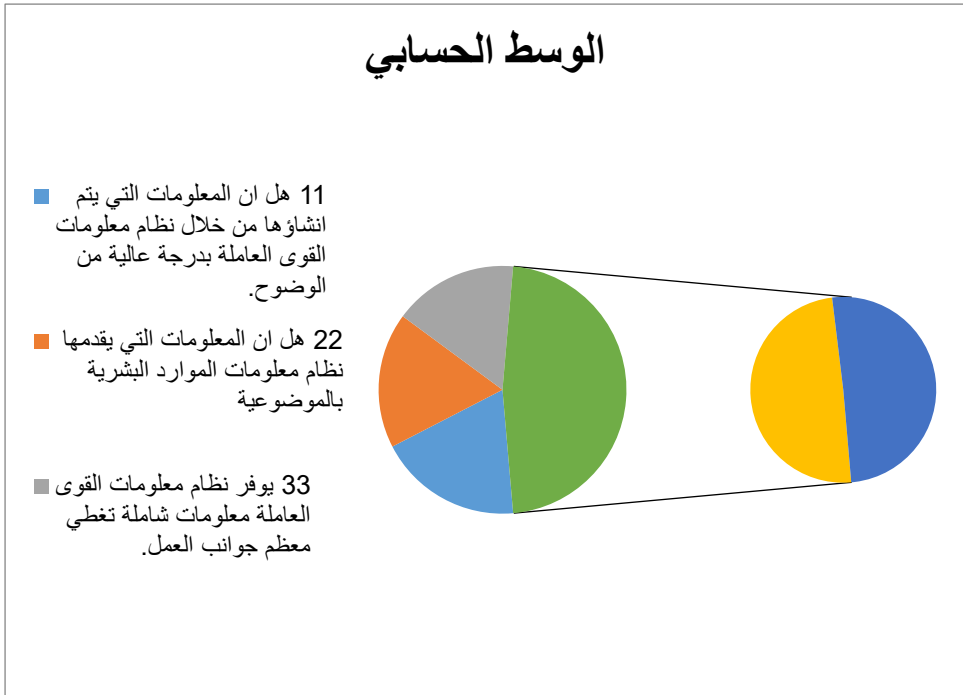 الوسط الحسابي
11 هل ان المعلومات التي يتم
انشاؤها من خلال نظام معلومات
القوى العاملة بدرجة عالية من
الوضوح.
22 هل ان المعلومات التي يقدمها
نظام معلومات الموارد البشرية
بالموضوعية
33 يوفر نظام معلومات القوى
العاملة معلومات شاملة تغطي
معظم جوانب العمل.